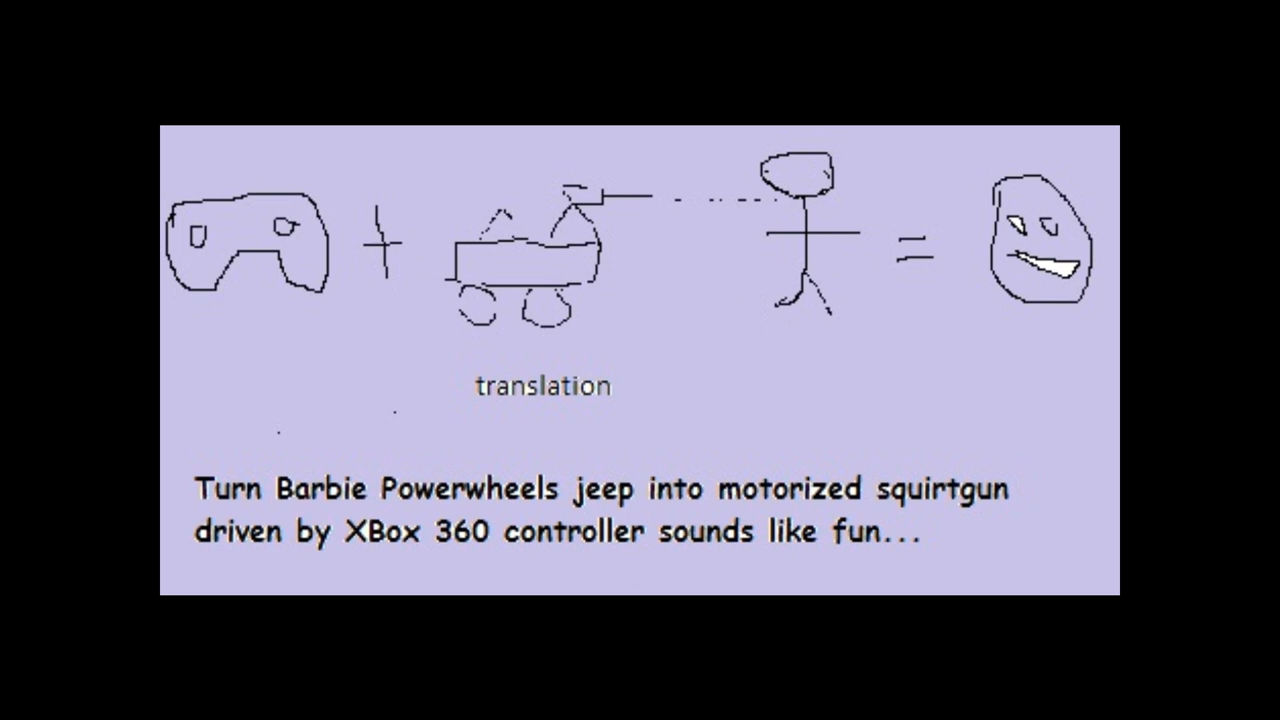 translation
Turn Barbie Powerwheels jeep into motorized squirtgun
driven by XBox 360 controller sounds like fun...